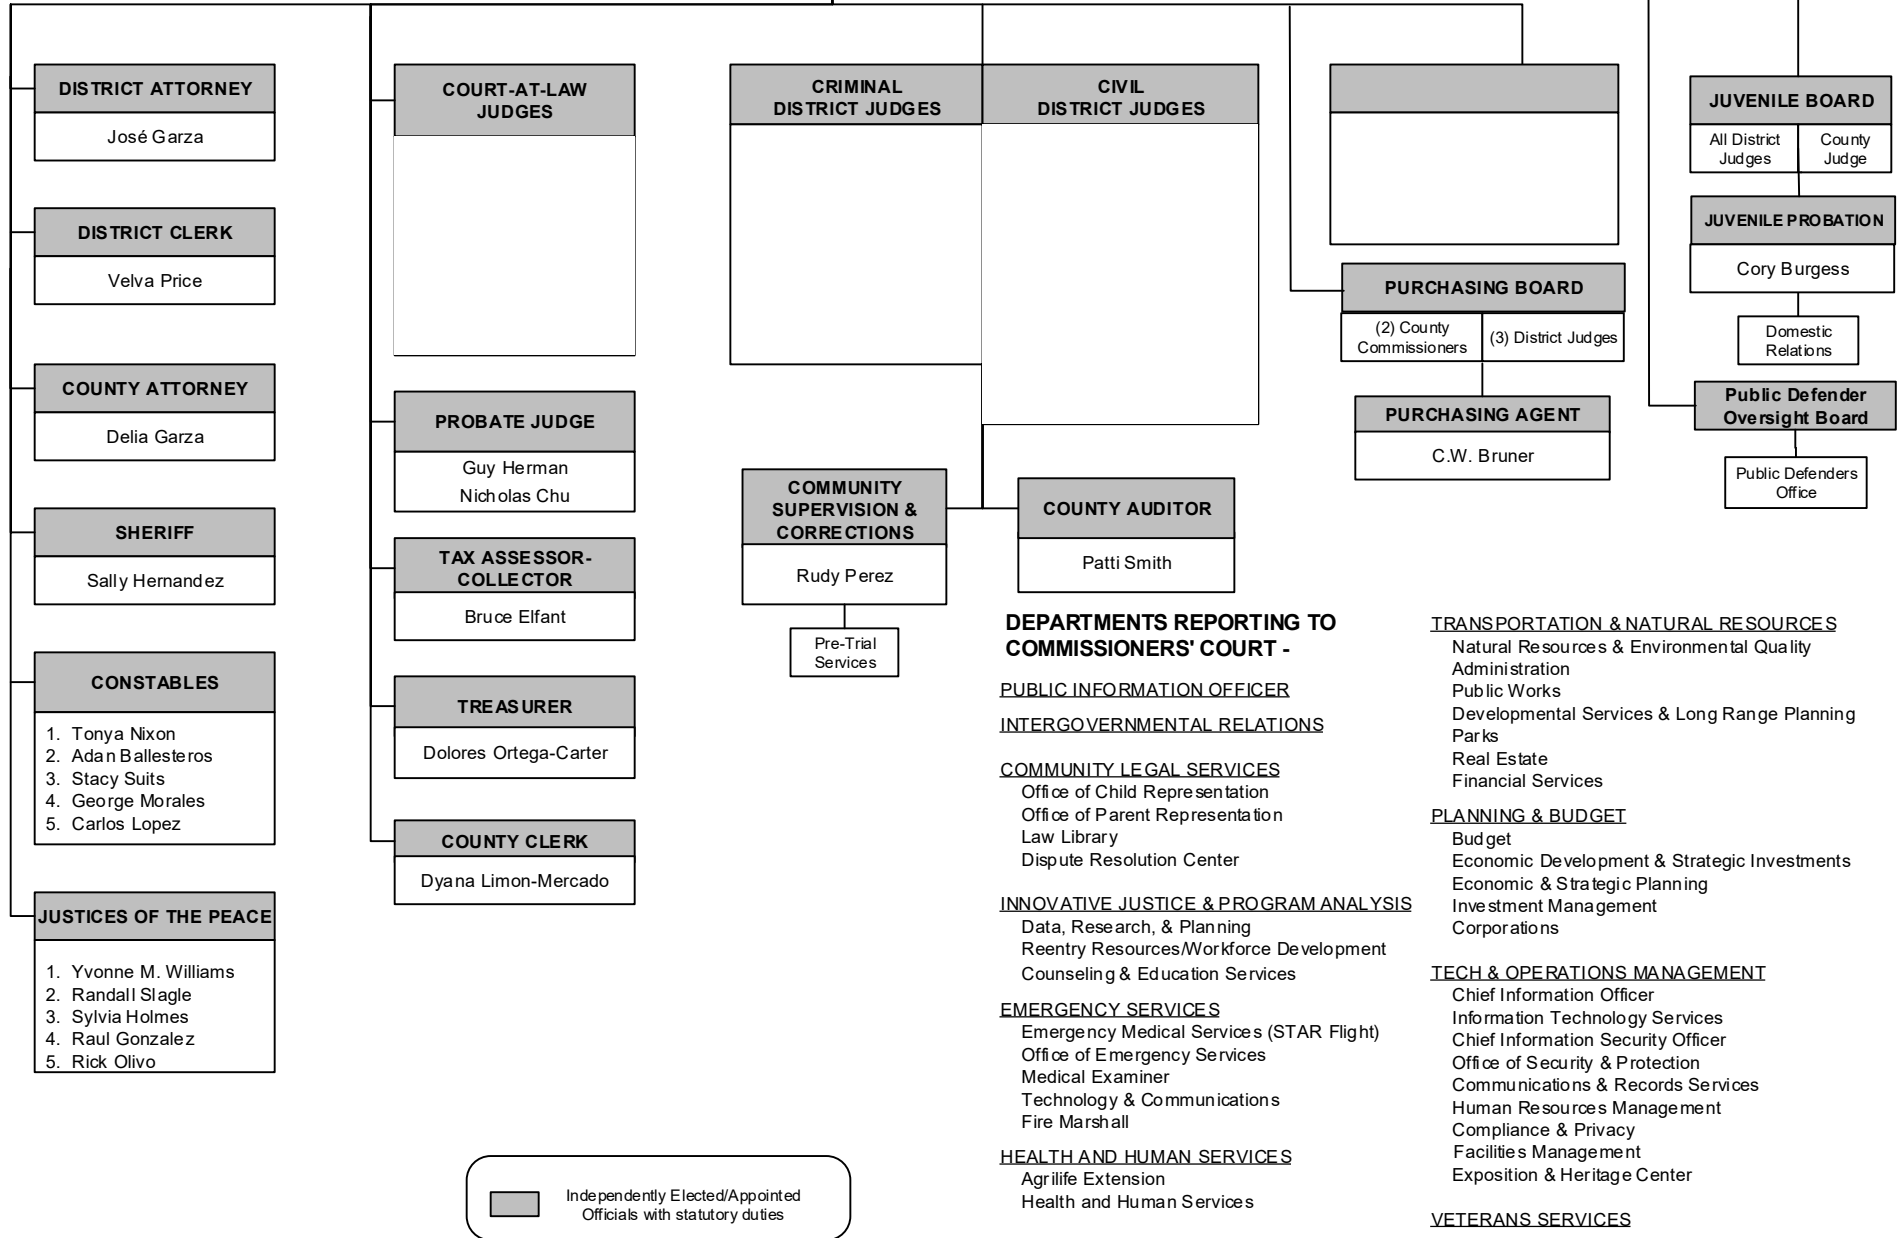 DISTRICT ATTORNEY
José Garza
DISTRICT CLERK
Velva Price
COUNTY ATTORNEY
Delia Garza
SHERIFF
Sally Hernandez
CONSTABLES
1. Tonya Nixon
2. Adan Ballesteros
3. Stacy Suits
4. George Morales
5. Carlos Lopez
JUSTICES OF THE PEACE
1. Yvonne M. Williams
2. Randall Slagle
3. Sylvia Holmes
4. Raul Gonzalez
5. Rick Olivo
COURT-AT-LAW
JUDGES
PROBATE JUDGE
Guy Herman
Nicholas Chu
TAX ASSESSOR-
COLLECTOR
Bruce Elfant
TREASURER
Dolores Ortega-Carter
COUNTY CLERK
Dyana Limon-Mercado
CRIMINAL
DISTRICT JUDGES
CIVIL
DISTRICT JUDGES
COMMUNITY
SUPERVISION &
CORRECTIONS
Rudy Perez
Pre-Trial
Services
COUNTY AUDITOR
Patti Smith
PURCHASING BOARD
(2) County
Commissioners
(3) District Judges
PURCHASING AGENT
C.W. Bruner
JUVENILE BOARD
All District
Judges
County
Judge
JUVENILE PROBATION
Cory Burgess
Domestic
Relations
Public Defender
Oversight Board
Public Defenders
Office
DEPARTMENTS REPORTING TO
COMMISSIONERS' COURT -
PUBLIC INFORMATION OFFICER
INTERGOVERNMENTAL RELATIONS
COMMUNITY LEGAL SERVICES
Office of Child Representation
Office of Parent Representation
Law Library
Dispute Resolution Center
INNOVATIVE JUSTICE & PROGRAM ANALYSIS
Data, Research, & Planning
Reentry Resources/Workforce Development
Counseling & Education Services
EMERGENCY SERVICES
Emergency Medical Services (STAR Flight)
Office of Emergency Services
Medical Examiner
Technology & Communications
Fire Marshall
HEALTH AND HUMAN SERVICES
Agrilife Extension
Health and Human Services
TRANSPORTATION & NATURAL RESOURCES
Natural Resources & Environmental Quality
Administration
Public Works
Developmental Services & Long Range Planning
Parks
Real Estate
Financial Services
PLANNING & BUDGET
Budget
Economic Development & Strategic Investments
Economic & Strategic Planning
Investment Management
Corporations
TECH & OPERATIONS MANAGEMENT
Chief Information Officer
Information Technology Services
Chief Information Security Officer
Office of Security & Protection
Communications & Records Services
Human Resources Management
Compliance & Privacy
Facilities Management
Exposition & Heritage Center
VETERANS SERVICES
Independently Elected/Appointed
Officials with statutory duties